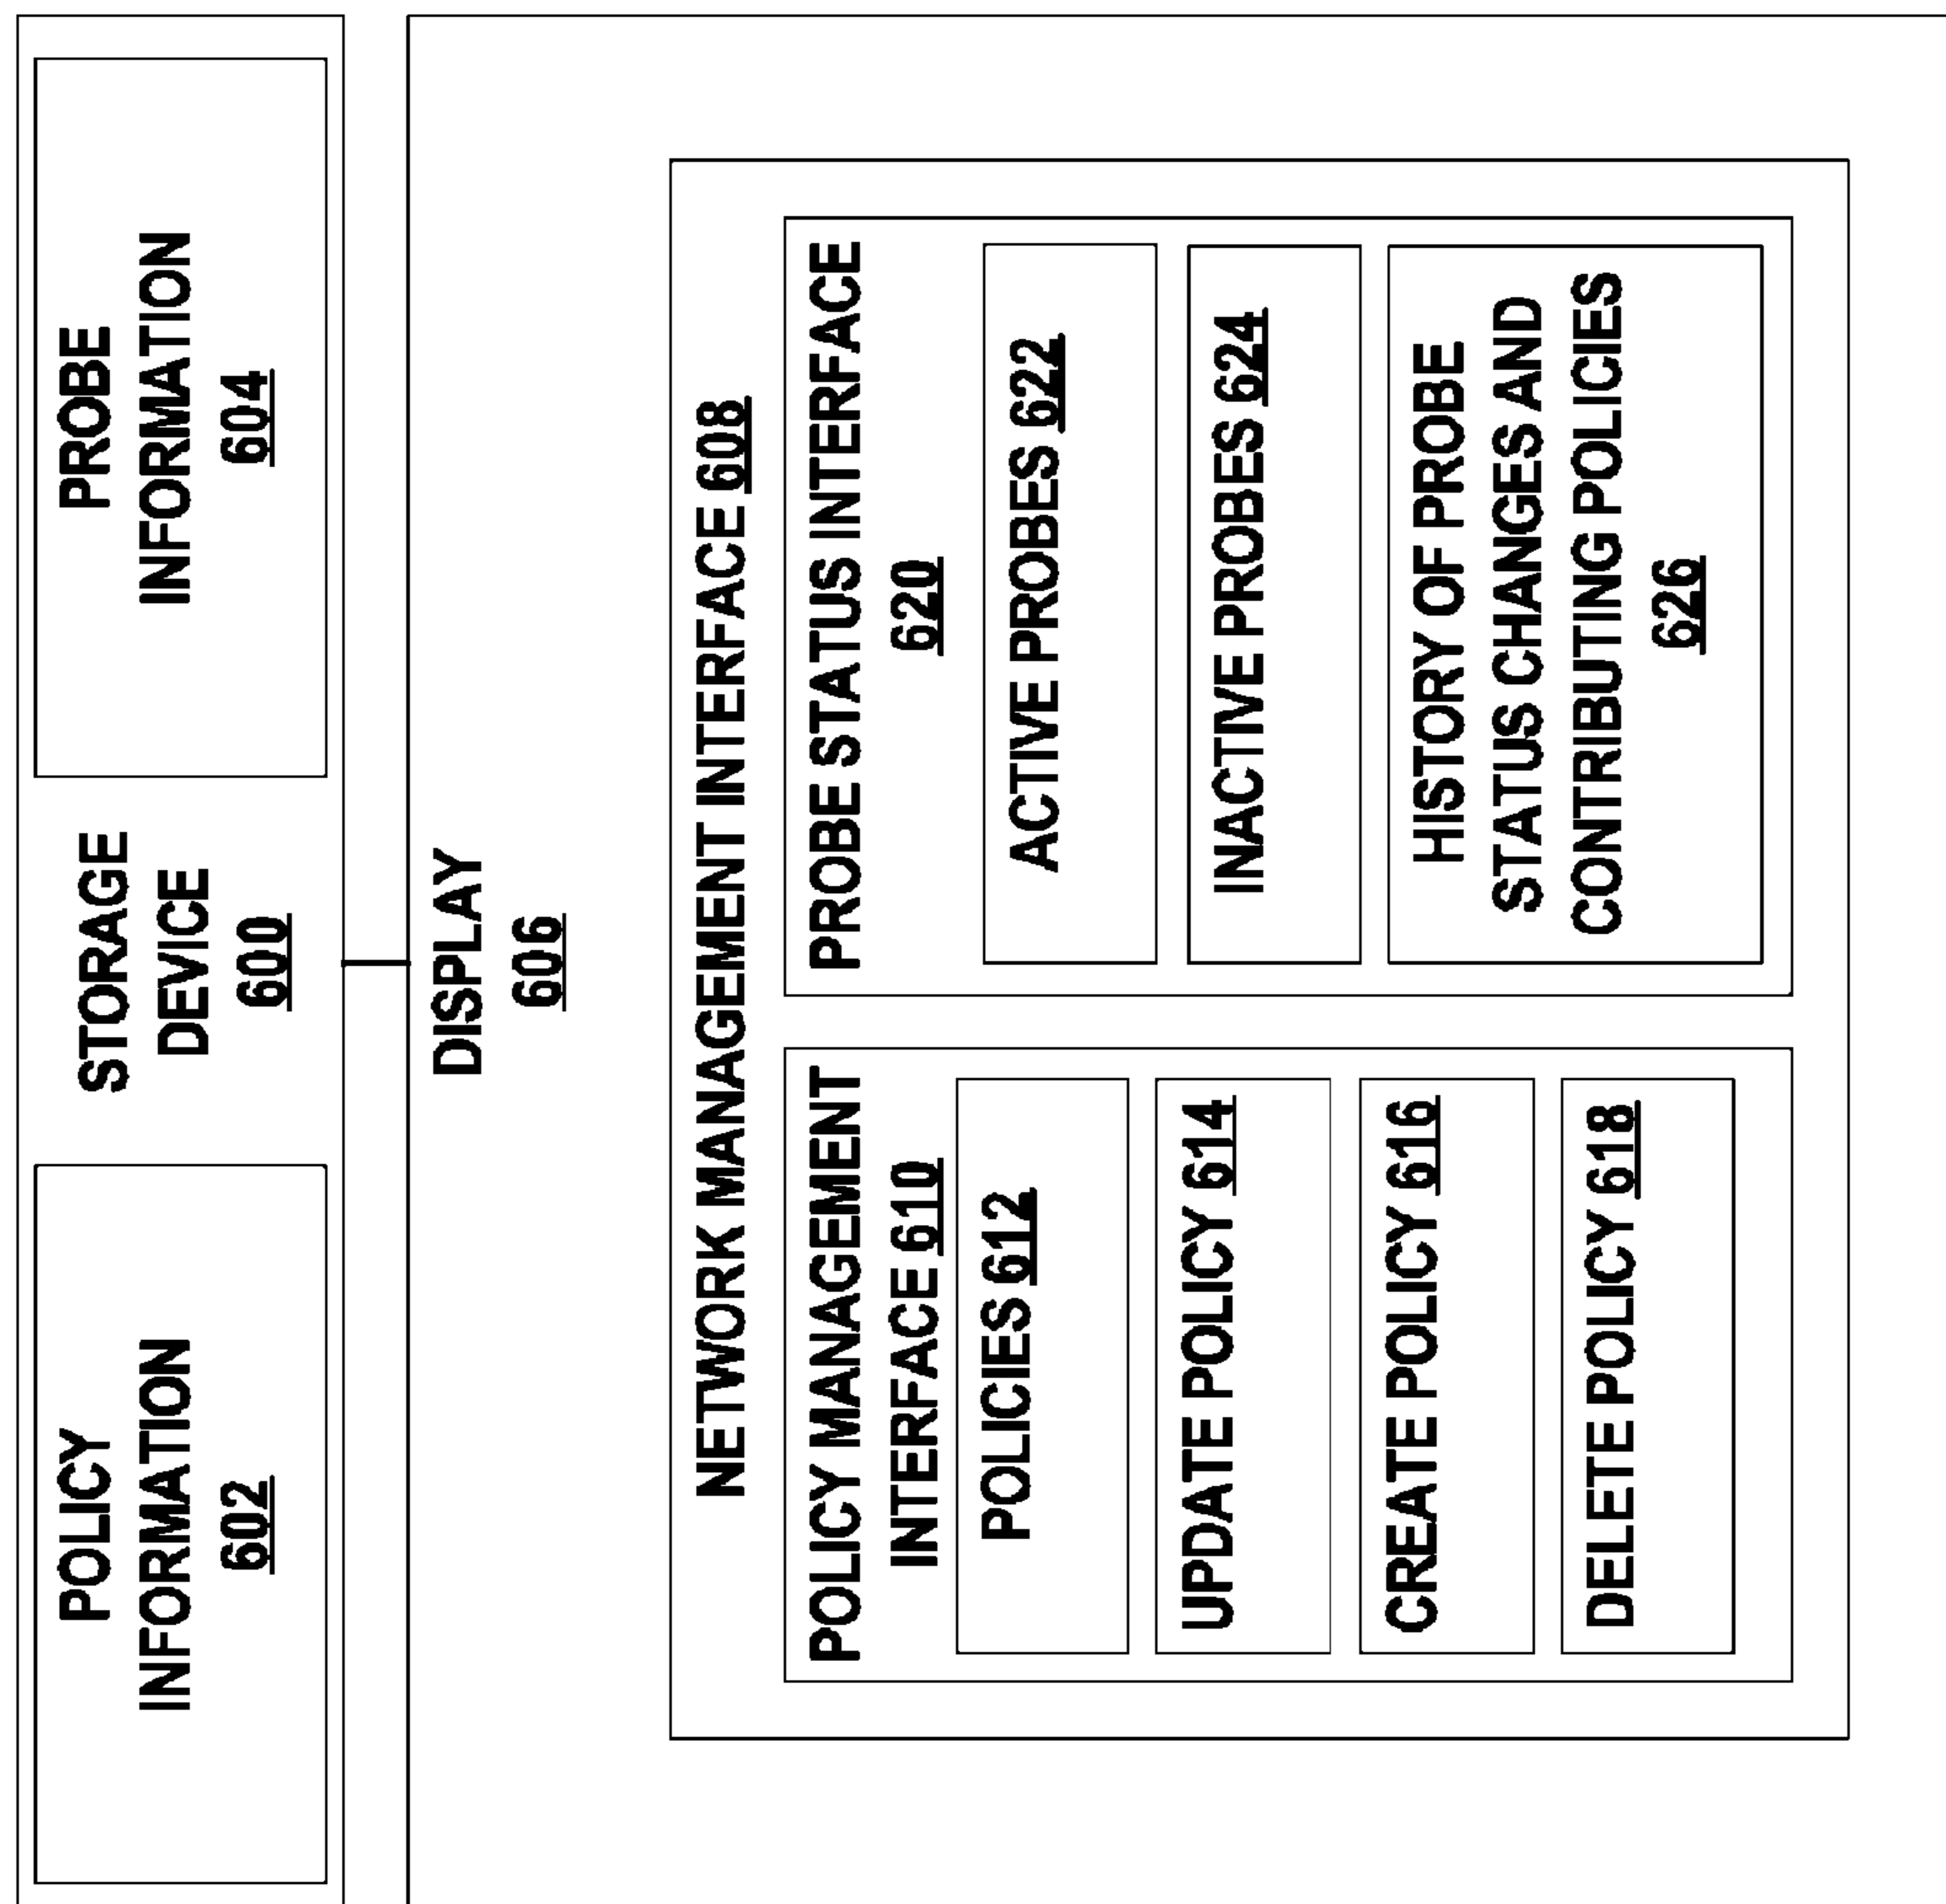 STORAGE
DEVICE
600
POLICY
INFORMATION
602
PROBE
INFORMATION
604
DISPLAY
606
NETWORK MANAGEMENT INTERFACE 608
POLICY MANAGEMENT
INTERFACE 610
POLICIES 612
UPDATE POLICY 614
CREATE POLICY 616
DELETE POLICY 618
PROBE STATUS INTERFACE
620
ACTIVE PROBES 622
INACTIVE PROBES 624
HISTORY OF PROBE
STATUS CHANGES AND
CONTRIBUTING POLICIES
626